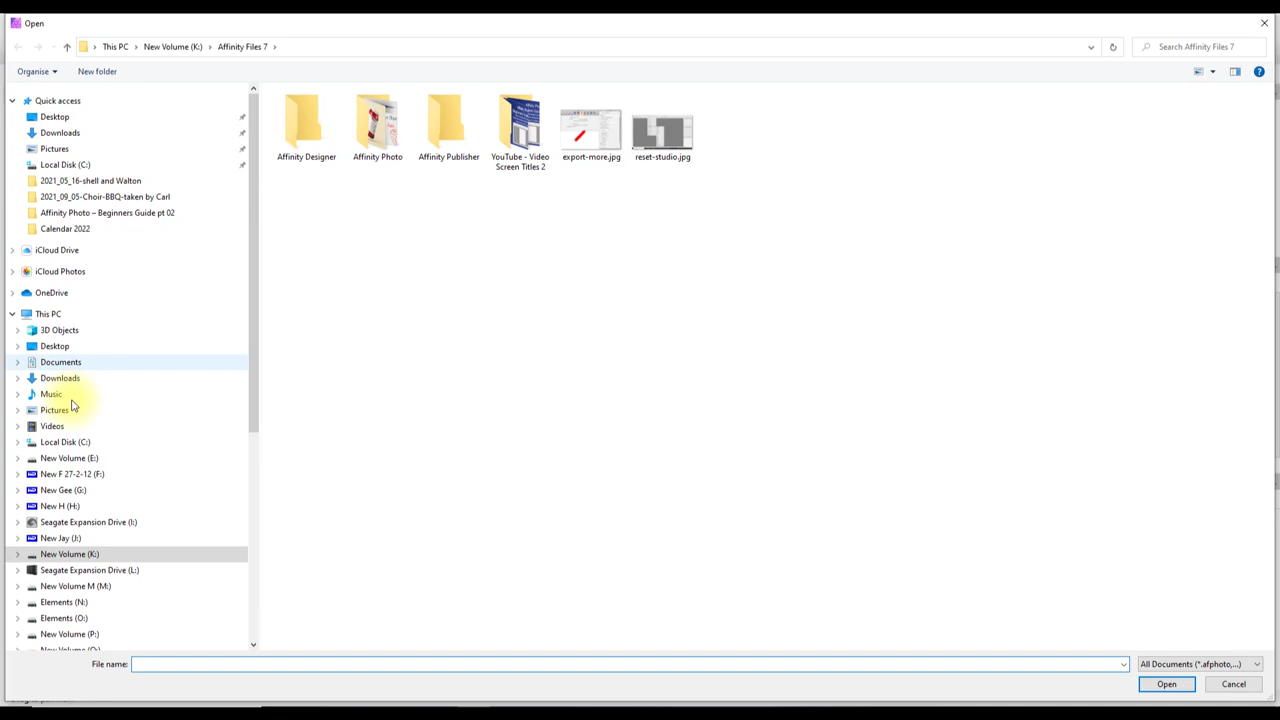 Open
This PC
New Volume (K:)
Affinity Files 7
Search Affinity Files 7
Organise
New folder
Quick access
Desktop
Downloads
Pictures
Local Disk (C:)
2021_05_16-shell and Walton
2021_09_05-Choir-BBQ-taken by Carl
Affinity Photo – Beginners Guide pt 02
Calendar 2022
iCloud Drive
iCloud Photos
OneDrive
This PC
3D Objects
Desktop
Documents
Downloads
Music
Pictures
Videos
Local Disk (C:)
New Volume (E:)
New F 27-2-12 (F:)
New Gee (G:)
New H (H:)
Seagate Expansion Drive (I:)
New Jay (J:)
New Volume (K:)
Seagate Expansion Drive (L:)
New Volume M (M:)
Elements (N:)
Elements (O:)
New Volume (P:)
Affinity Designer
Affinity Photo
Affinity Publisher
YouTube - Video
Screen Titles 2
export-more.jpg
reset-studio.jpg
File name:
All Documents (*.afphoto,...)
Open
Cancel